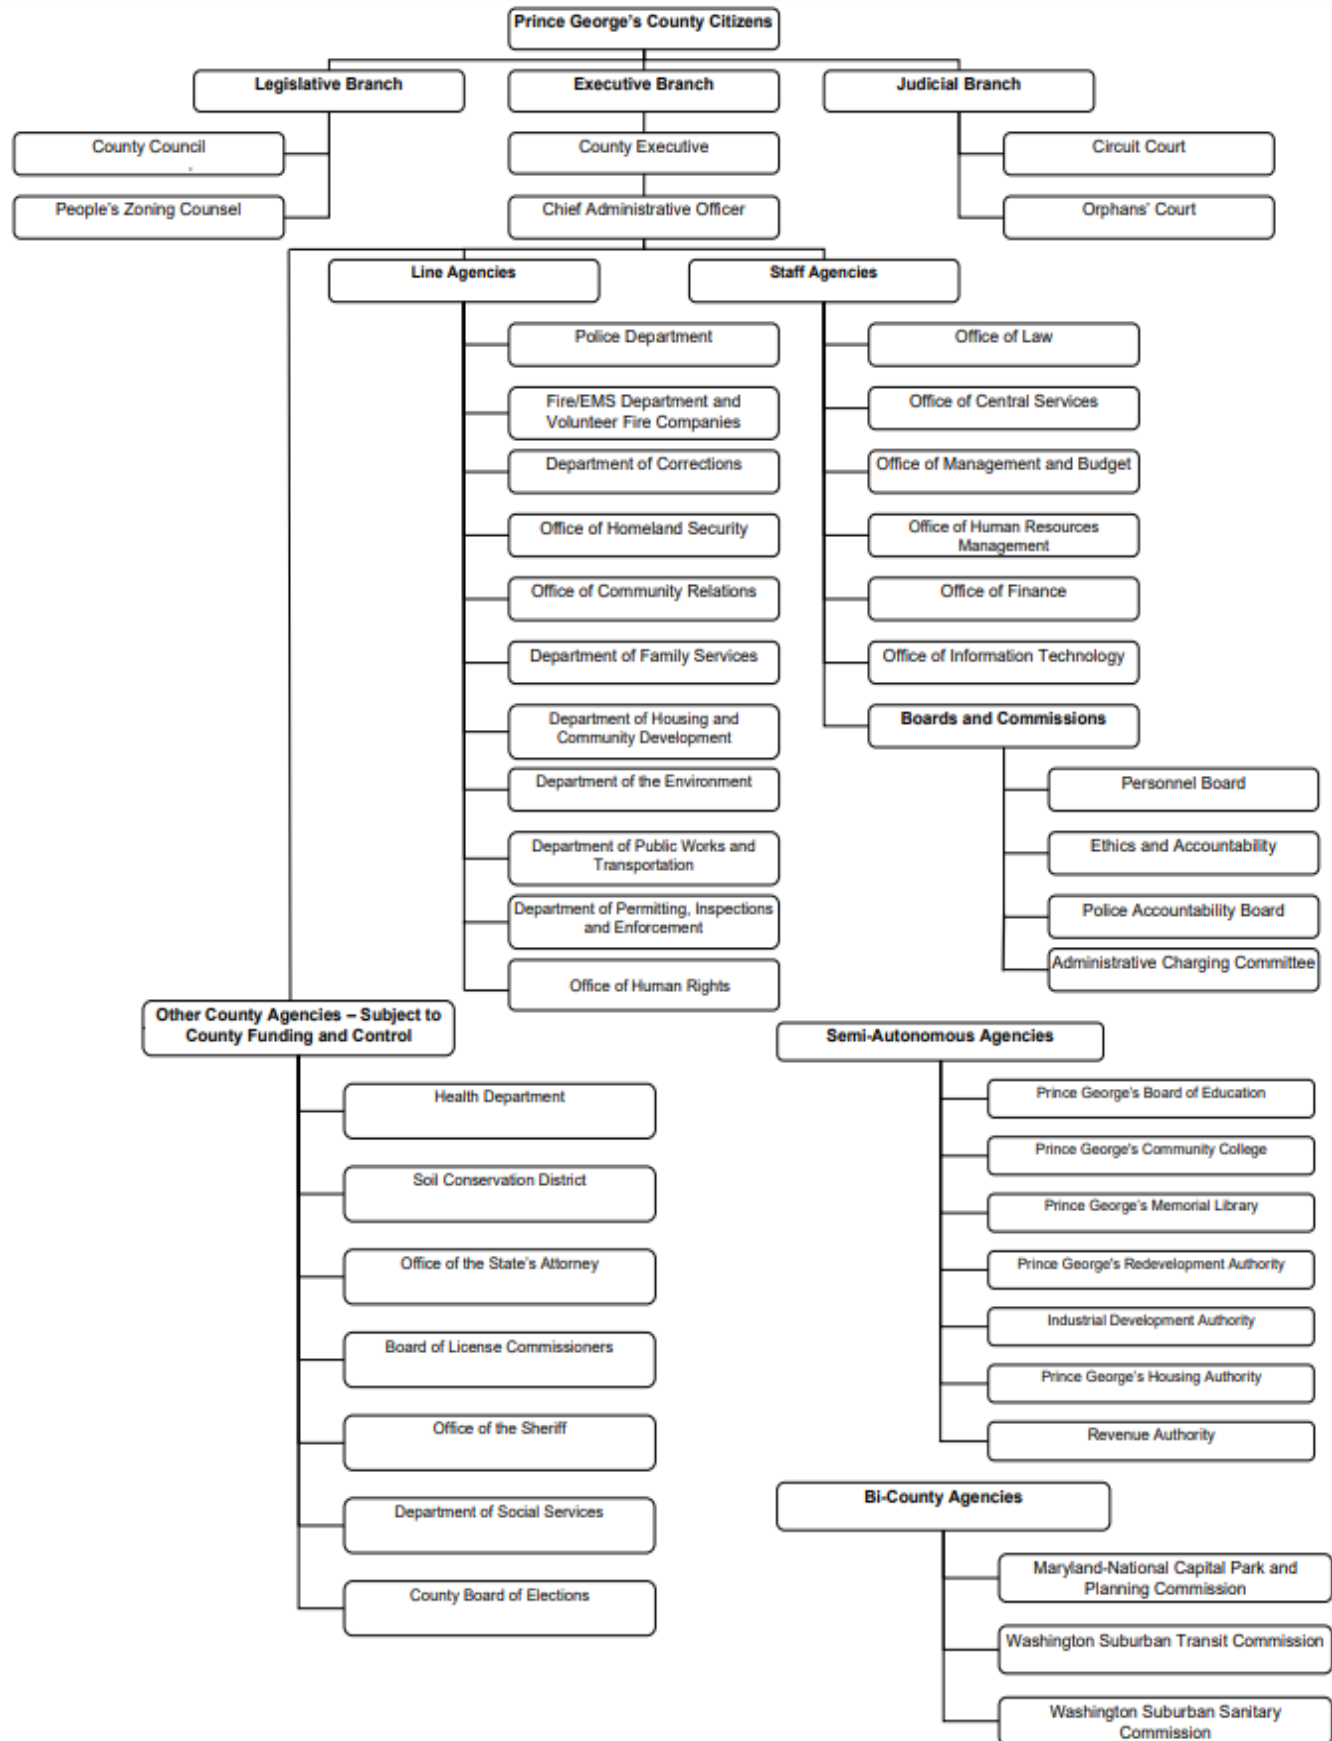 Prince George's County Citizens
Legislative Branch
Executive Branch
Judicial Branch
County Council
County Executive
Circuit Court
People's Zoning Counsel
Chief Administrative Officer
Orphans' Court
Line Agencies
Staff Agencies
Police Department
Fire/EMS Department and
Volunteer Fire Companies
Department of Corrections
Office of Homeland Security
Office of Community Relations
Department of Family Services
Department of Housing and
Community Development
Department of the Environment
Department of Public Works and
Transportation
Department of Permitting, Inspections
and Enforcement
Office of Human Rights
Office of Law
Office of Central Services
Office of Management and Budget
Office of Human Resources
Management
Office of Finance
Office of Information Technology
Boards and Commissions
Personnel Board
Ethics and Accountability
Police Accountability Board
Administrative Charging Committee
Other County Agencies – Subject to
County Funding and Control
Health Department
Soil Conservation District
Office of the State's Attorney
Board of License Commissioners
Office of the Sheriff
Department of Social Services
County Board of Elections
Semi-Autonomous Agencies
Prince George's Board of Education
Prince George's Community College
Prince George's Memorial Library
Prince George's Redevelopment Authority
Industrial Development Authority
Prince George's Housing Authority
Revenue Authority
Bi-County Agencies
Maryland-National Capital Park and
Planning Commission
Washington Suburban Transit Commission
Washington Suburban Sanitary
Commission